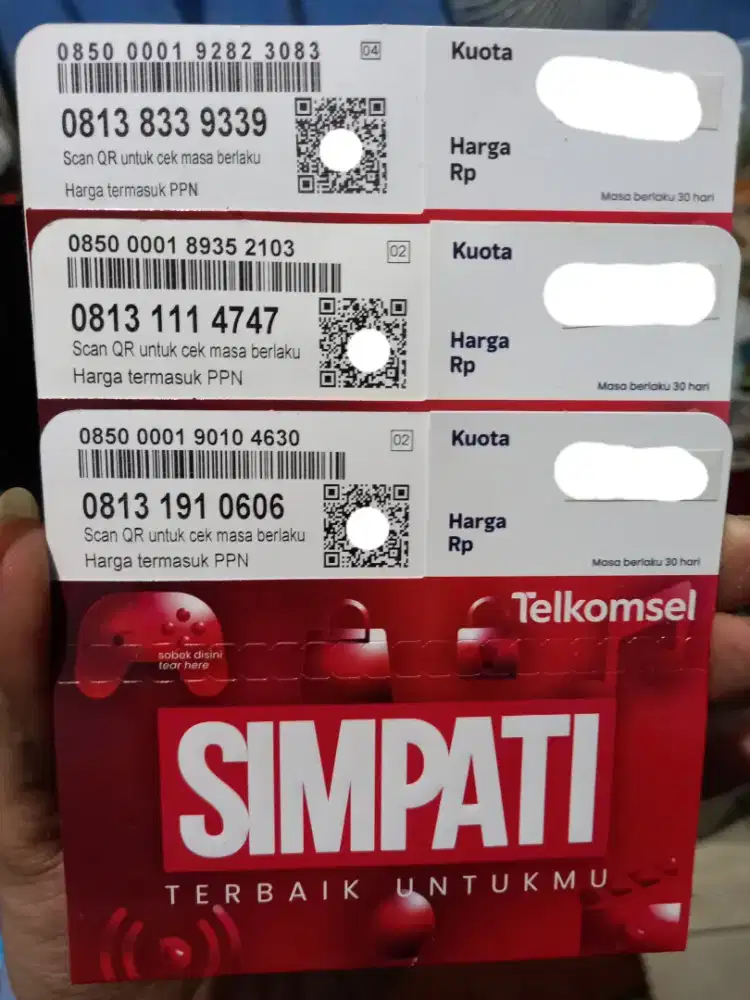 0850 0001 9282 3083 04
0813 833 9339
Scan QR untuk cek masa berlaku
Harga termasuk PPN
Kuota
Harga
Rp
Masa berlaku 30 hari
0850 0001 8935 2103 02
0813 111 4747
Scan QR untuk cek masa berlaku
Harga termasuk PPN
Kuota
Harga
Rp
Masa berlaku 30 hari
0850 0001 9010 4630 02
0813 191 0606
Scan QR untuk cek masa berlaku
Harga termasuk PPN
Kuota
Harga
Rp
Masa berlaku 30 hari
Telkomsel
sobek disini
tear here
SIMPATI
TERBAIK UNTUKMU